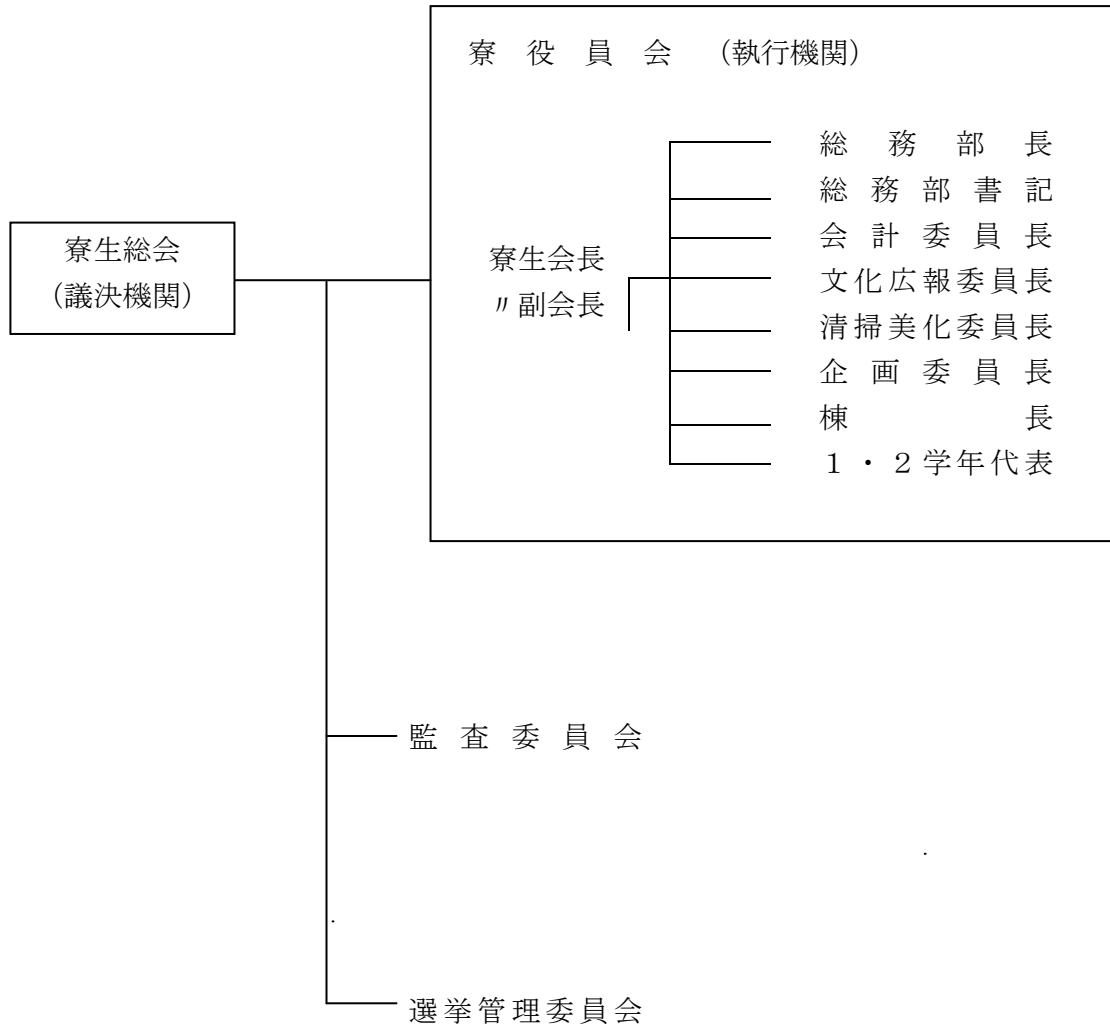 寮役員会 (執行機関)
総務部長
総務部書記
会計委員長
文化広報委員長
清掃美化委員長
企画委員長
棟長
1・2学年代表
寮生会長
〃副会長
寮生総会
(議決機関)
監査委員会
選挙管理委員会